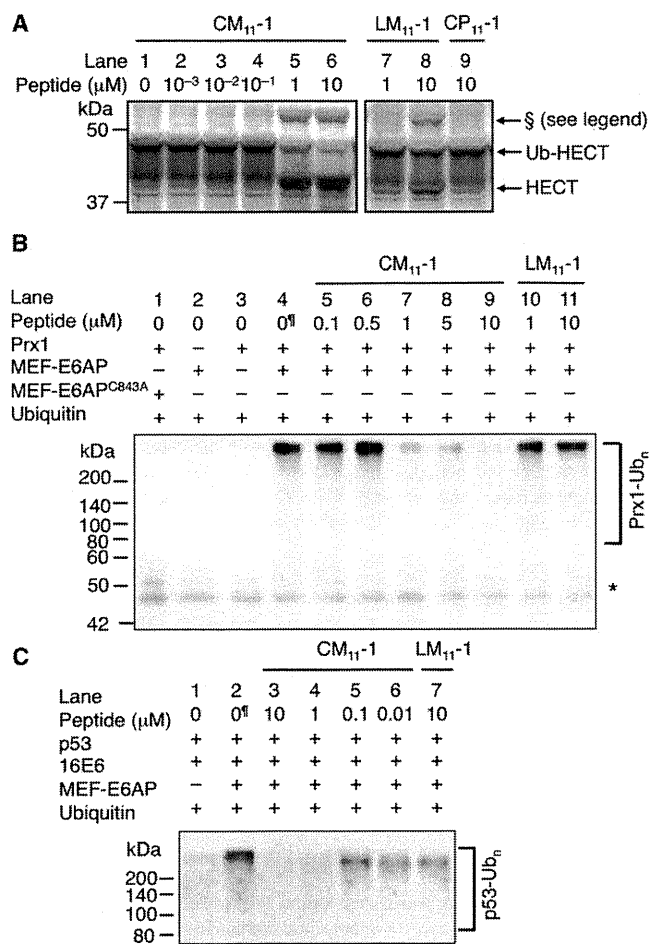 A
CM₁₁-1 LM₁₁-1 CP₁₁-1
Lane 1 2 3 4 5 6 7 8 9
Peptide (μM) 0 10⁻³ 10⁻² 10⁻¹ 1 10 1 10 10
kDa
50
37
§ (see legend)
Ub-HECT
HECT
B
CM₁₁-1 LM₁₁-1
Lane 1 2 3 4 5 6 7 8 9 10 11
Peptide (μM) 0 0 0 0¶ 0.1 0.5 1 5 10 1 10
Prx1 + − + + + + + + + + +
MEF-E6AP − + − + + + + + + + +
MEF-E6AP^C843A + − − − − − − − − − −
Ubiquitin + + + + + + + + + + +
kDa
200
140
100
80
60
50
42
Prx1-Ubₙ
*
C
CM₁₁-1 LM₁₁-1
Lane 1 2 3 4 5 6 7
Peptide (μM) 0 0¶ 10 1 0.1 0.01 10
p53 + + + + + + +
16E6 + + + + + + +
MEF-E6AP − + + + + + +
Ubiquitin + + + + + + +
kDa
200
140
100
80
p53-Ubₙ